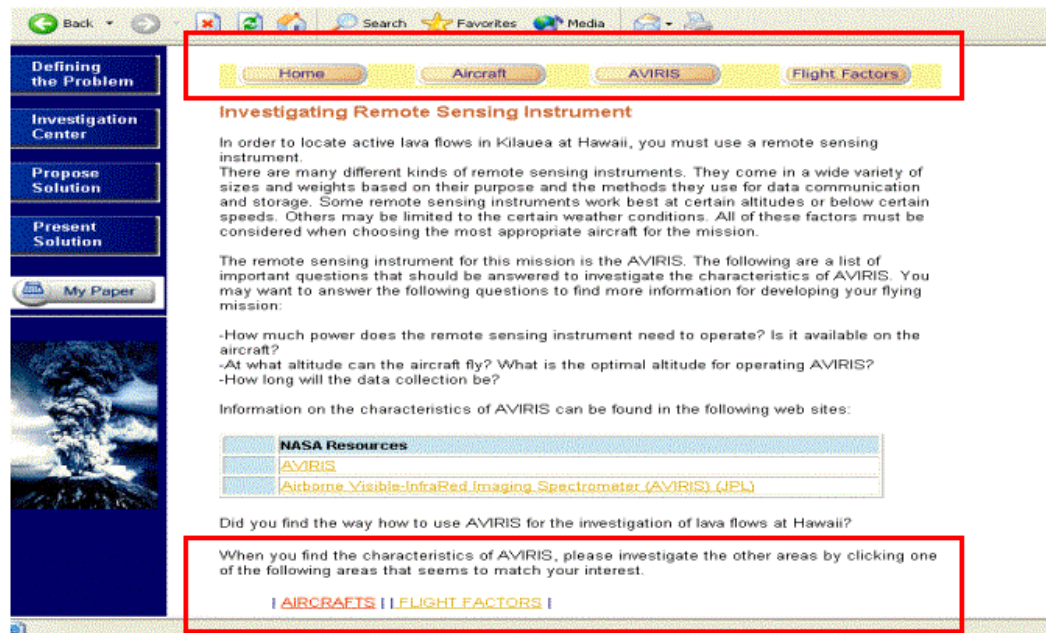 Back
Search
Favorites
Media
Defining
the Problem
Investigation
Center
Propose
Solution
Present
Solution
My Paper
Home
Aircraft
AVIRIS
Flight Factors
Investigating Remote Sensing Instrument
In order to locate active lava flows in Kilauea at Hawaii, you must use a remote sensing
instrument.
There are many different kinds of remote sensing instruments. They come in a wide variety of
sizes and weights based on their purpose and the methods they use for data communication
and storage. Some remote sensing instruments work best at certain altitudes or below certain
speeds. Others may be limited to the certain weather conditions. All of these factors must be
considered when choosing the most appropriate aircraft for the mission.
The remote sensing instrument for this mission is the AVIRIS. The following are a list of
important questions that should be answered to investigate the characteristics of AVIRIS. You
may want to answer the following questions to find more information for developing your flying
mission:
-How much power does the remote sensing instrument need to operate? Is it available on the
aircraft?
-At what altitude can the aircraft fly? What is the optimal altitude for operating AVIRIS?
-How long will the data collection be?
Information on the characteristics of AVIRIS can be found in the following web sites:
NASA Resources
AVIRIS
Airborne Visible-InfraRed Imaging Spectrometer (AVIRIS) (JPL)
Did you find the way how to use AVIRIS for the investigation of lava flows at Hawaii?
When you find the characteristics of AVIRIS, please investigate the other areas by clicking one
of the following areas that seems to match your interest.
| AIRCRAFTS | | FLIGHT FACTORS |